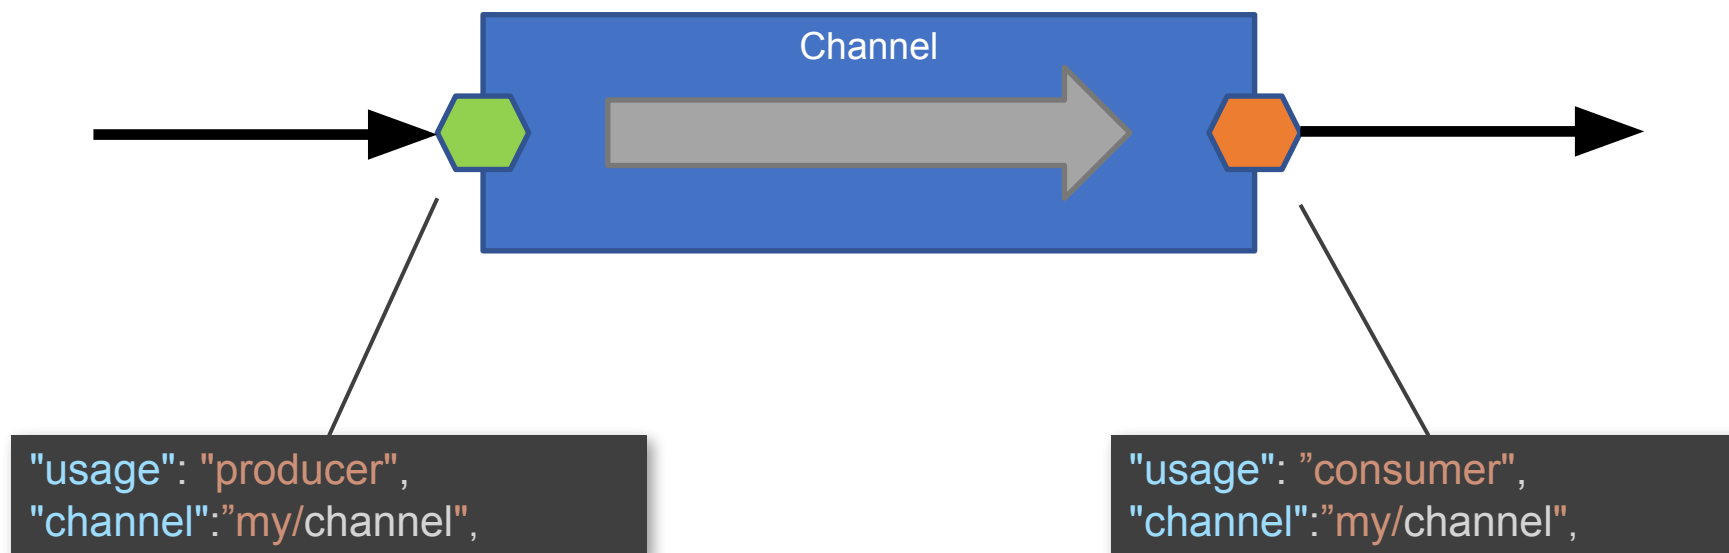 Channel
"usage": "producer",
"channel":”my/channel",
"usage": ”consumer",
"channel":”my/channel",